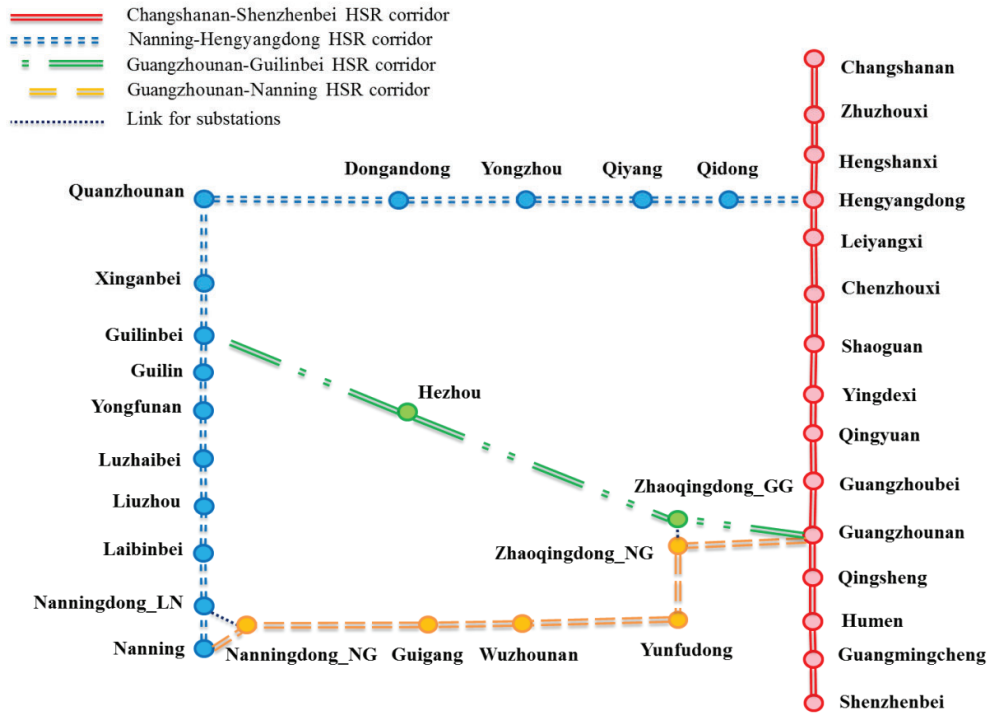 Changshanan-Shenzhenbei HSR corridor
Nanning-Hengyangdong HSR corridor
Guangzhounan-Guilinbei HSR corridor
Guangzhounan-Nanning HSR corridor
Link for substations
Changshanan
Zhuzhouxi
Hengshanxi
Dongandong Yongzhou Qiyang Qidong
Quanzhounan
Hengyangdong
Leiyangxi
Xinganbei
Chenzhouxi
Guilinbei
Shaoguan
Guilin
Hezhou
Yingdexi
Yongfunan
Qingyuan
Luzhaibei
Zhaoqingdong_GG
Guangzhoubei
Liuzhou
Guangzhounan
Laibinbei
Zhaoqingdong_NG
Qingsheng
Nanningdong_LN
Humen
Nanning
Nanningdong_NG Guigang Wuzhounan Yunfudong
Guangmingcheng
Shenzhenbei